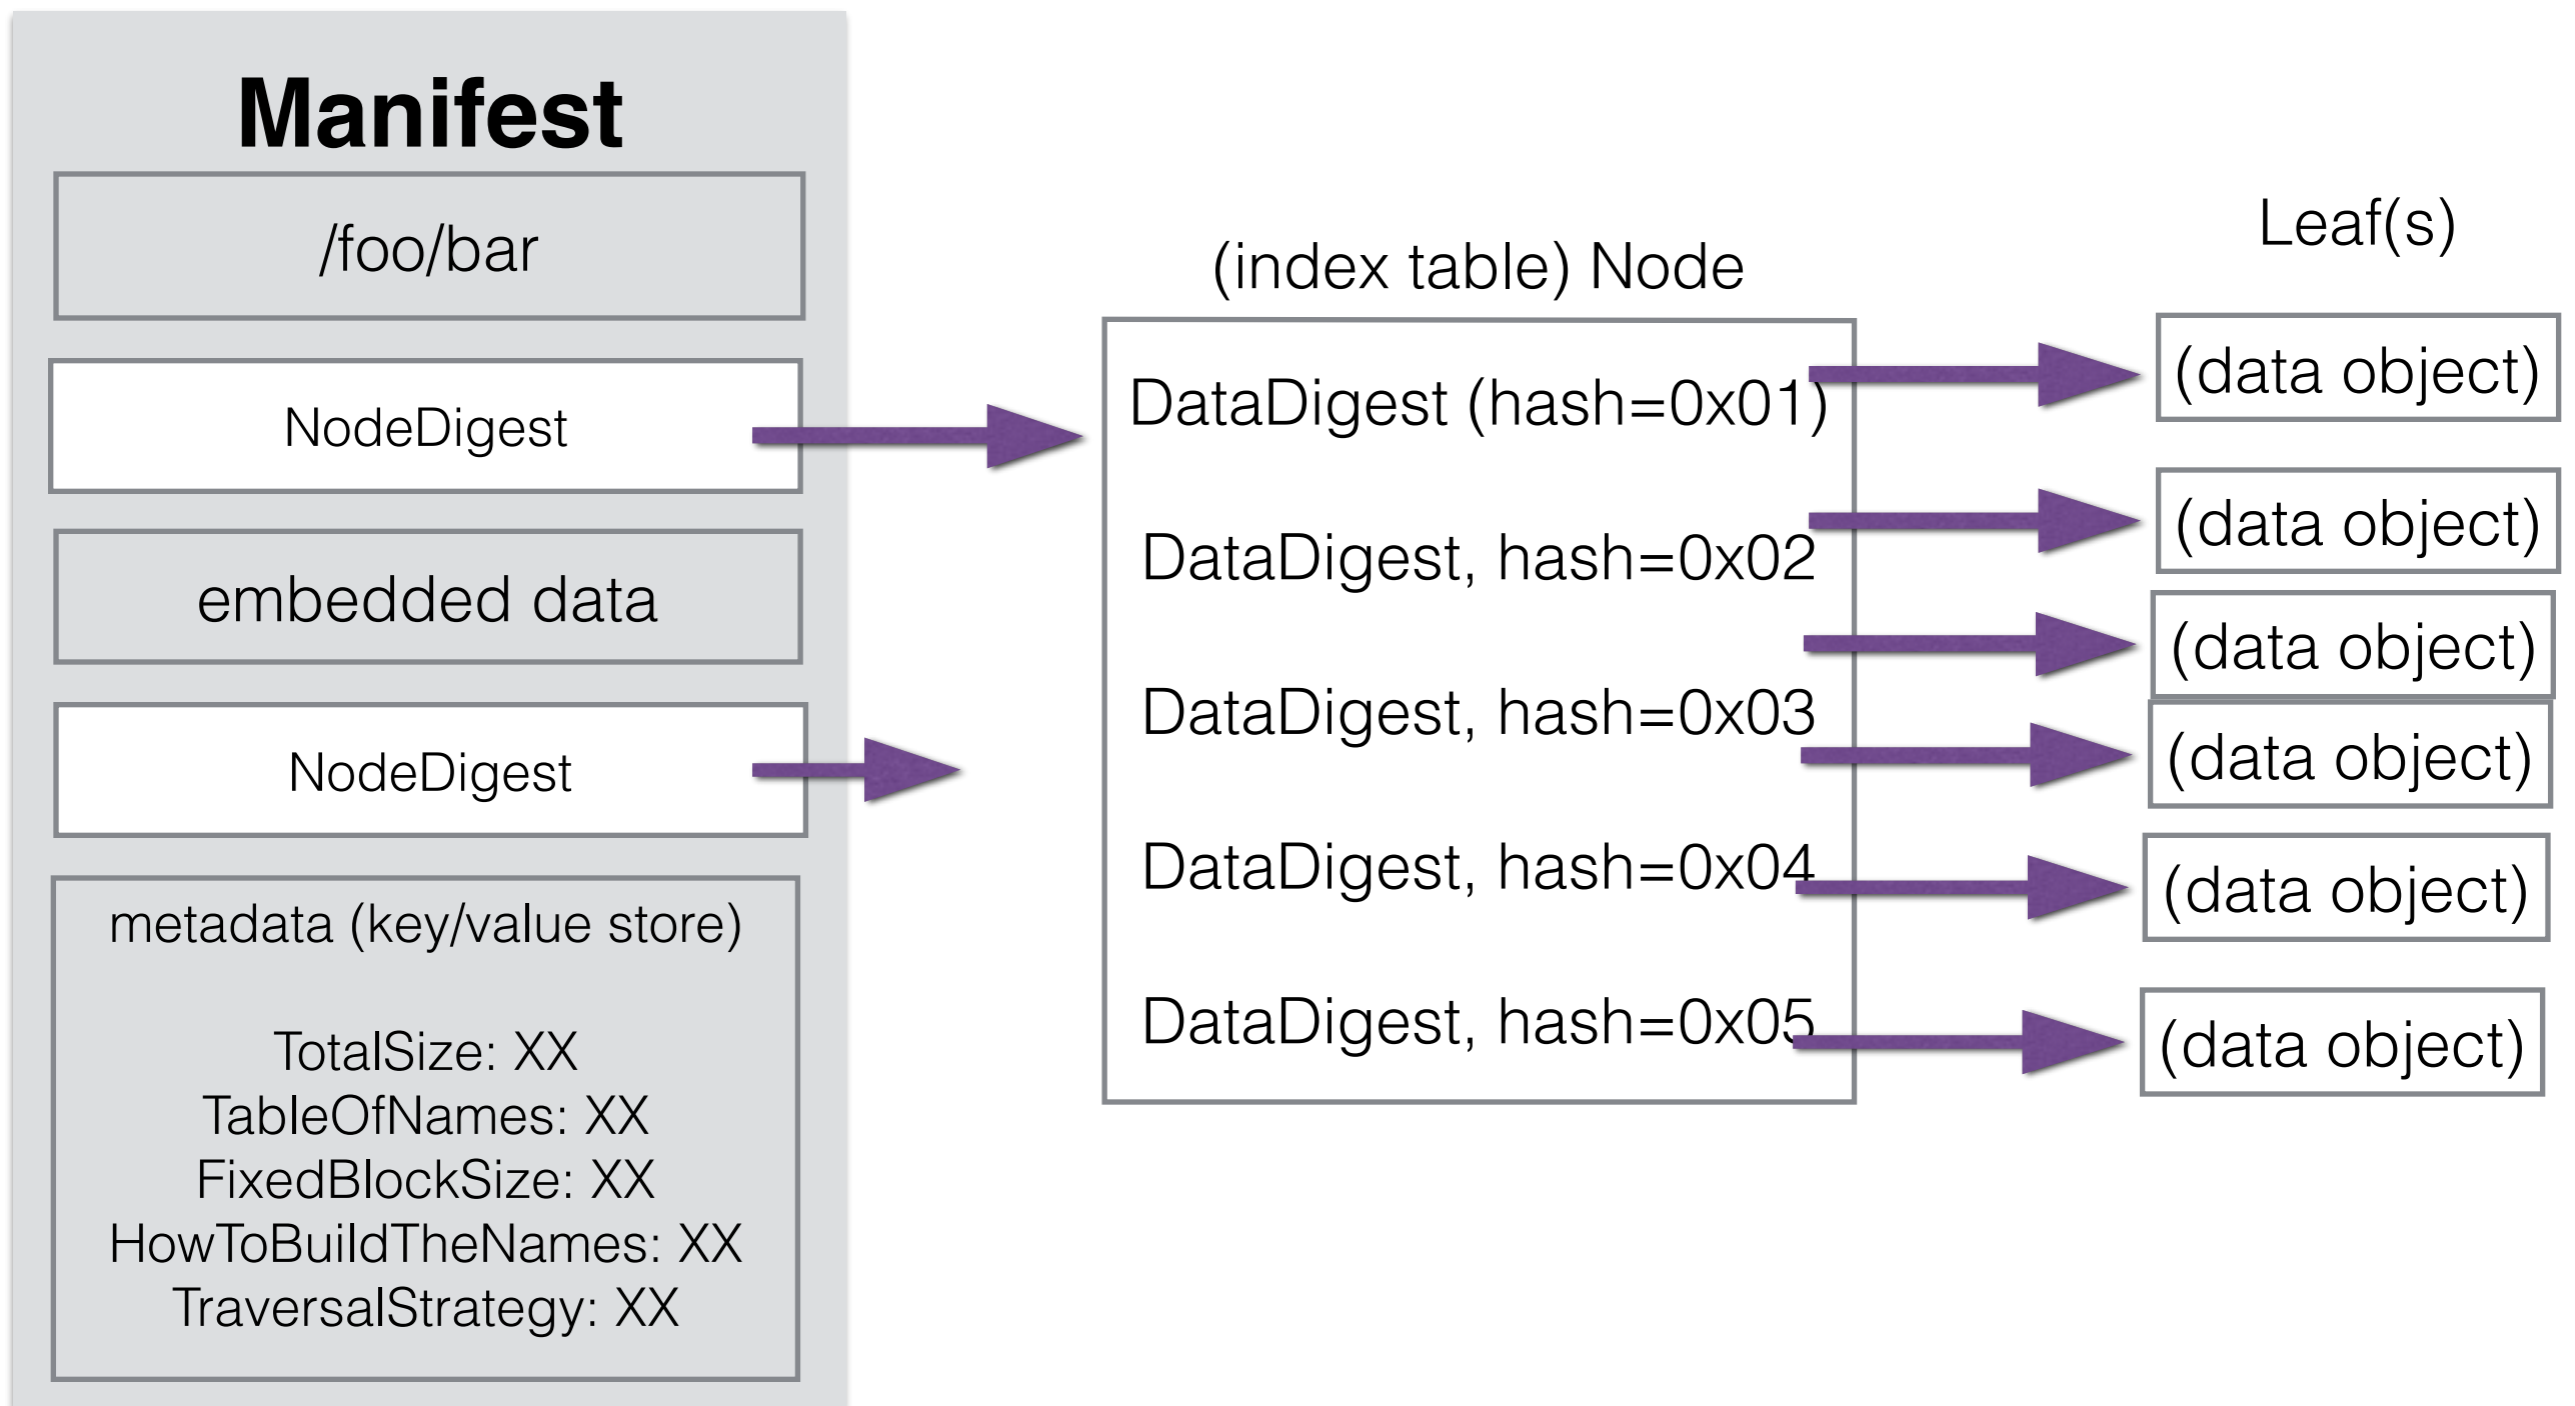 Manifest
/foo/bar
NodeDigest
embedded data
NodeDigest
metadata (key/value store)
TotalSize: XX
TableOfNames: XX
FixedBlockSize: XX
HowToBuildTheNames: XX
TraversalStrategy: XX
(index table) Node
DataDigest (hash=0x01)
DataDigest, hash=0x02
DataDigest, hash=0x03
DataDigest, hash=0x04
DataDigest, hash=0x05
Leaf(s)
(data object)
(data object)
(data object)
(data object)
(data object)
(data object)